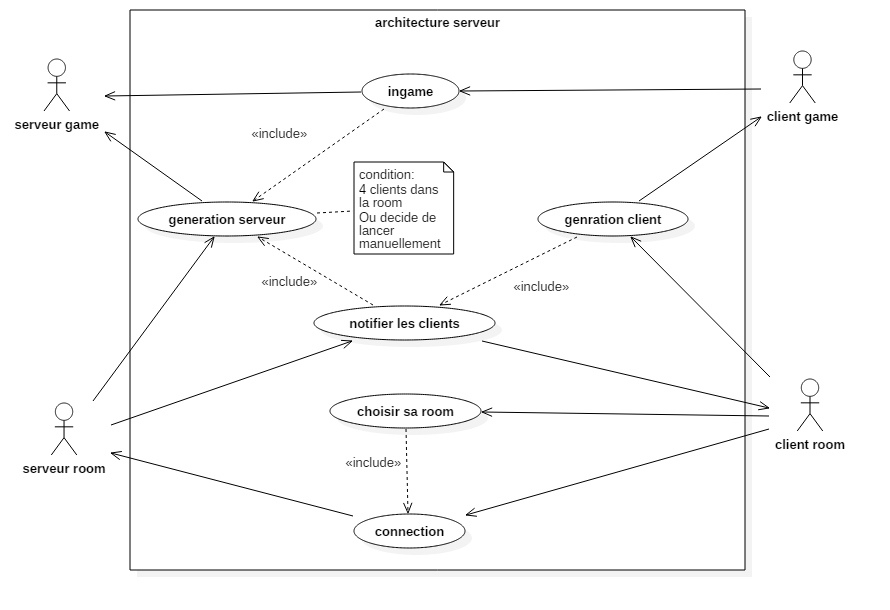 architecture serveur
ingame
serveur game
client game
«include»
condition:
4 clients dans
la room
Ou decide de
lancer
manuellement
generation serveur
genration client
«include»
«include»
notifier les clients
choisir sa room
serveur room
client room
«include»
connection